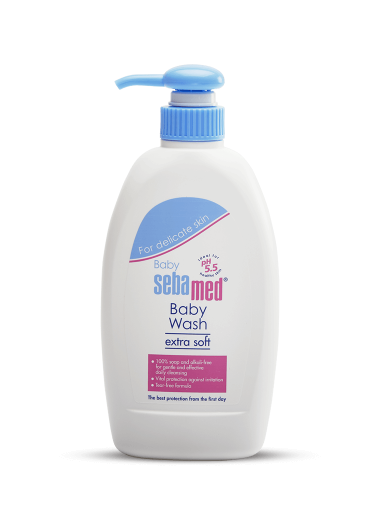 For delicate skin
Baby
sebamed®
pH
5.5
Baby
Wash
extra soft
100% soap and alkali-free
for gentle and effective
daily cleansing
Vital protection against irritation
Tear-free formula
The best protection from the first day